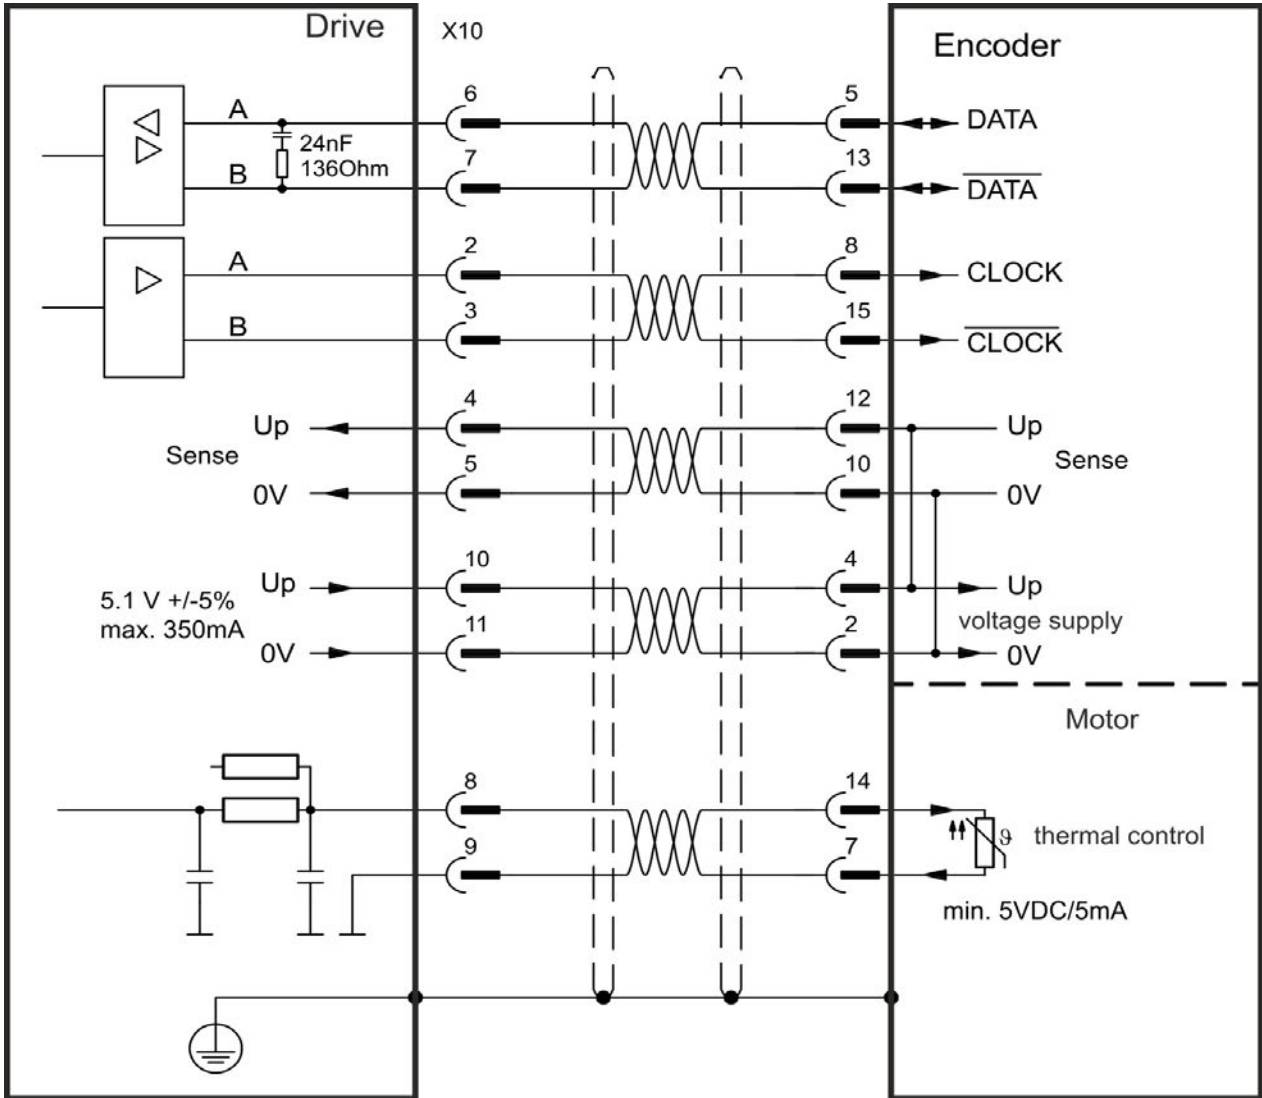 Drive
X10
Encoder
6
5
A
DATA
24nF
136Ohm
7
13
B
DATA
2
8
A
CLOCK
3
15
B
CLOCK
4
12
Up
Up
Sense
Sense
5
10
0V
0V
10
4
Up
Up
5.1 V +/-5%
max. 350mA
voltage supply
11
2
0V
0V
Motor
8
14
ϑ thermal control
9
7
min. 5VDC/5mA